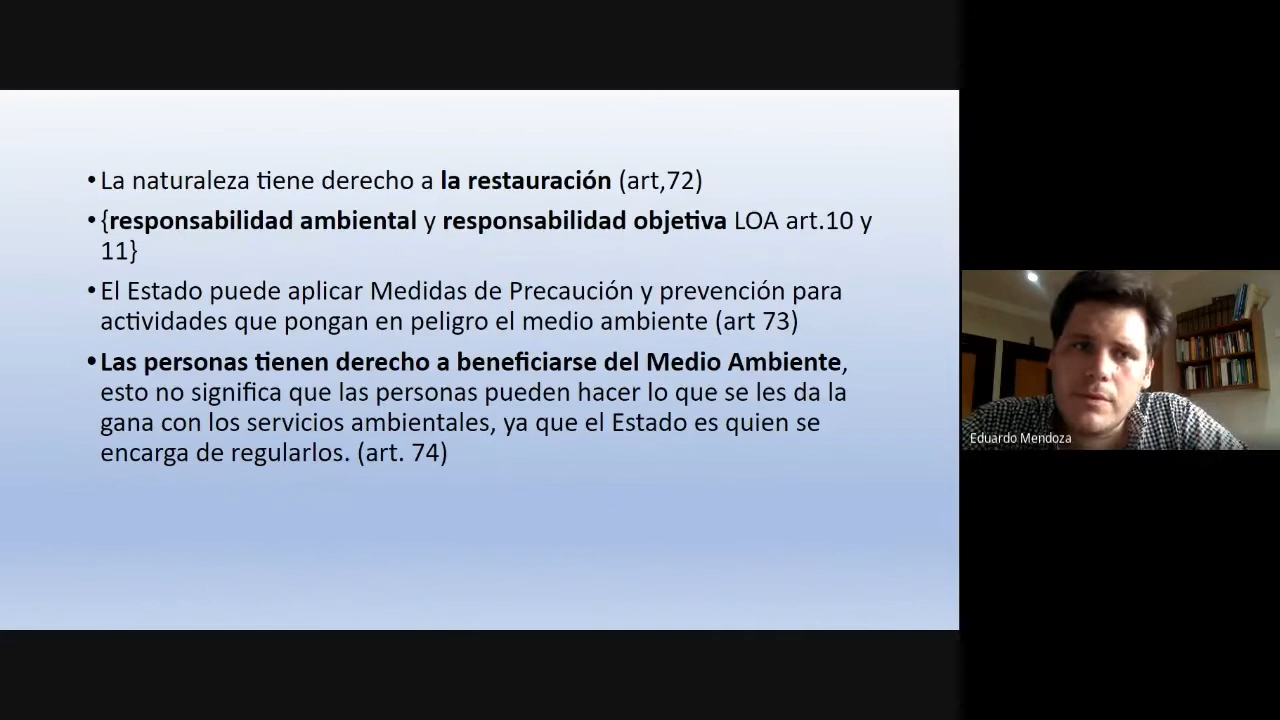 •La naturaleza tiene derecho a la restauración (art,72)
•{responsabilidad ambiental y responsabilidad objetiva LOA art.10 y
11}
•El Estado puede aplicar Medidas de Precaución y prevención para
actividades que pongan en peligro el medio ambiente (art 73)
•Las personas tienen derecho a beneficiarse del Medio Ambiente,
esto no significa que las personas pueden hacer lo que se les da la
gana con los servicios ambientales, ya que el Estado es quien se
encarga de regularlos. (art. 74)
Eduardo Mendoza